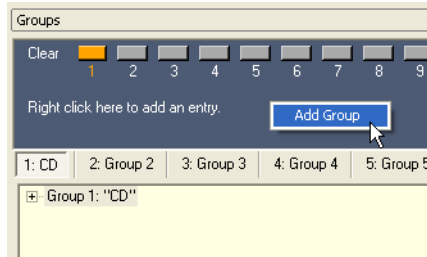 Groups
Clear
1 2 3 4 5 6 7 8 9
Right click here to add an entry.
Add Group
1: CD 2: Group 2 3: Group 3 4: Group 4 5: Group 5
Group 1: "CD"